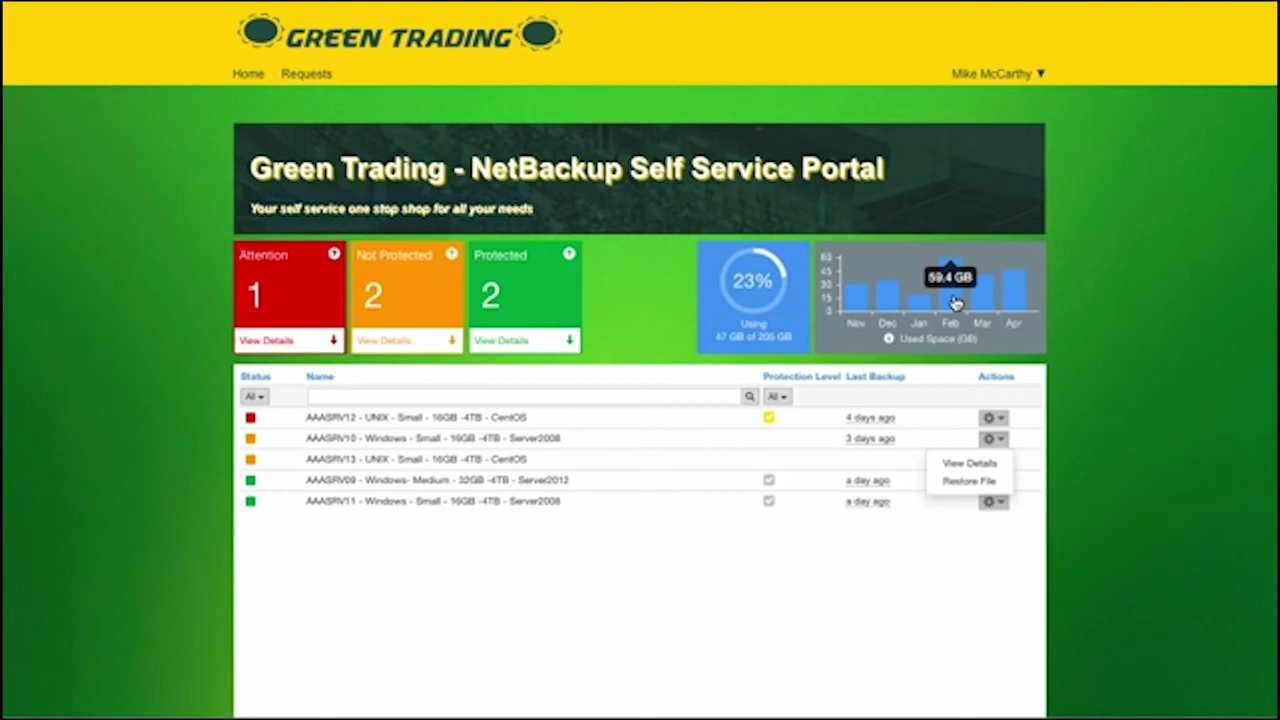 GREEN TRADING
Home Requests Mike McCarthy ▼
Green Trading - NetBackup Self Service Portal
Your self service one stop shop for all your needs
Attention ?
1
View Details
Not Protected ?
2
View Details
Protected ?
2
View Details
23%
Using
47 GB of 205 GB
60
45
30
15
0
59.4 GB
Nov Dec Jan Feb Mar Apr
Used Space (GB)
Status Name Protection Level Last Backup Actions
All All
AAASRV12 - UNIX - Small - 16GB -4TB - CentOS 4 days ago
AAASRV10 - Windows - Small - 16GB -4TB - Server2008 3 days ago
AAASRV13 - UNIX - Small - 16GB -4TB - CentOS
View Details
AAASRV09 - Windows- Medium - 32GB -4TB - Server2012 a day ago
Restore File
AAASRV11 - Windows - Small - 16GB -4TB - Server2008 a day ago